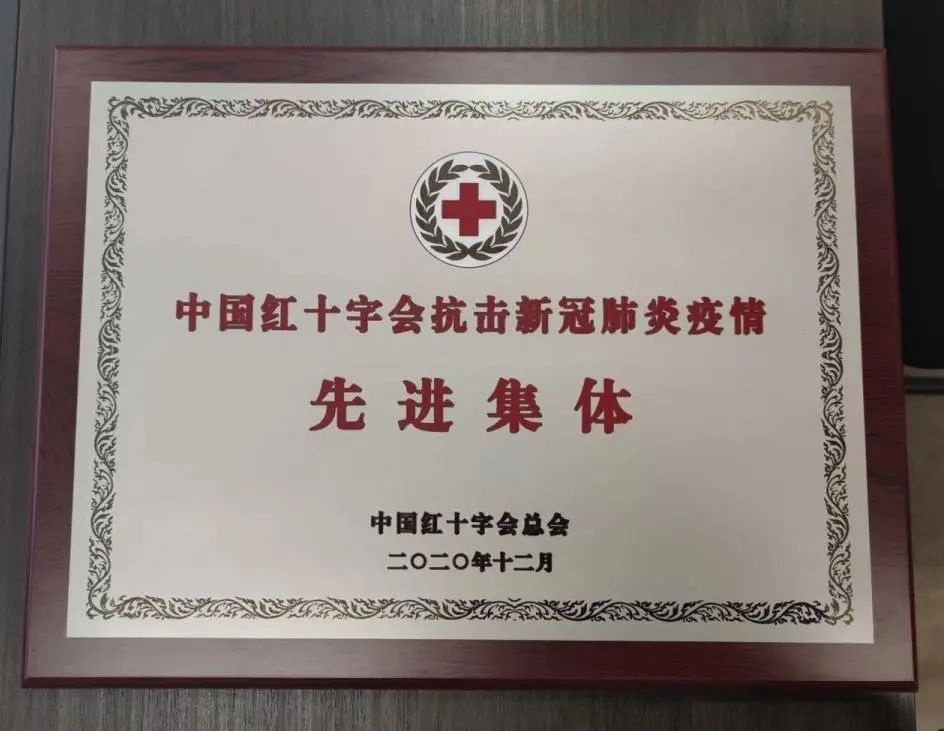 中国红十字会抗击新冠肺炎疫情
先进集体
中国红十字会总会
二〇二〇年十二月